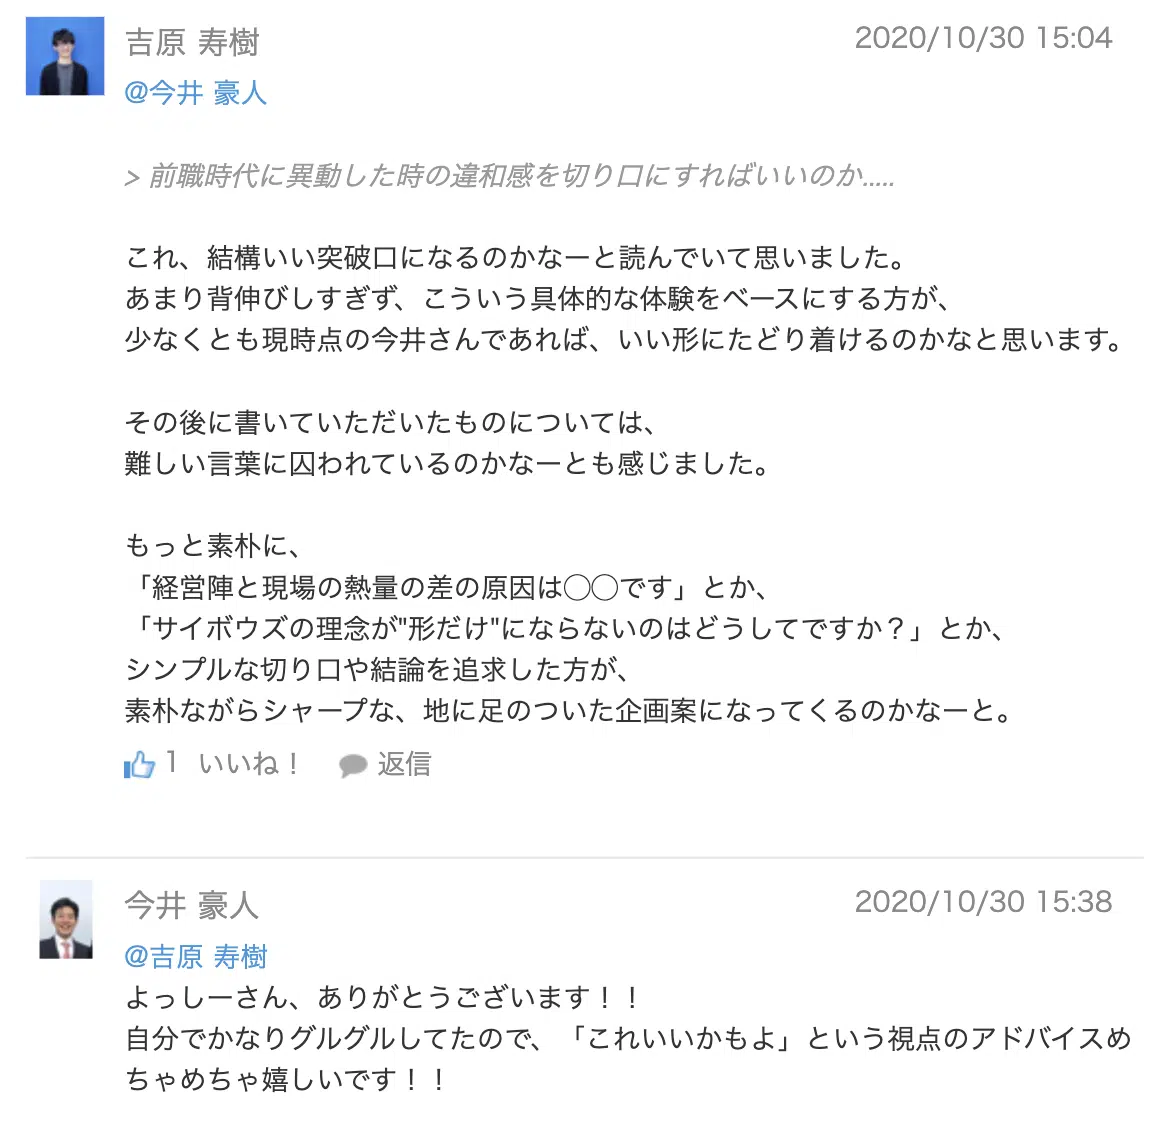 吉原 寿樹
2020/10/30 15:04
@今井 豪人
> 前職時代に異動した時の違和感を切り口にすればいいのか.....
これ、結構いい突破口になるのかなーと読んでいて思いました。
あまり背伸びしすぎず、こういう具体的な体験をベースにする方が、
少なくとも現時点の今井さんであれば、いい形にたどり着けるのかなと思います。
その後に書いていただいたものについては、
難しい言葉に囚われているのかなーとも感じました。
もっと素朴に、
「経営陣と現場の熱量の差の原因は◯◯です」とか、
「サイボウズの理念が"形だけ"にならないのはどうしてですか？」とか、
シンプルな切り口や結論を追求した方が、
素朴ながらシャープな、地に足のついた企画案になってくるのかなーと。
1 いいね！ 返信
今井 豪人
2020/10/30 15:38
@吉原 寿樹
よっしーさん、ありがとうございます！！
自分でかなりグルグルしてたので、「これいいかもよ」という視点のアドバイスめ
ちゃめちゃ嬉しいです！！